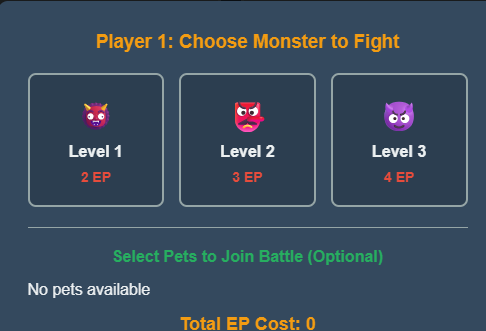 Player 1: Choose Monster to Fight
Level 1
2 EP
Level 2
3 EP
Level 3
4 EP
Select Pets to Join Battle (Optional)
No pets available
Total EP Cost: 0